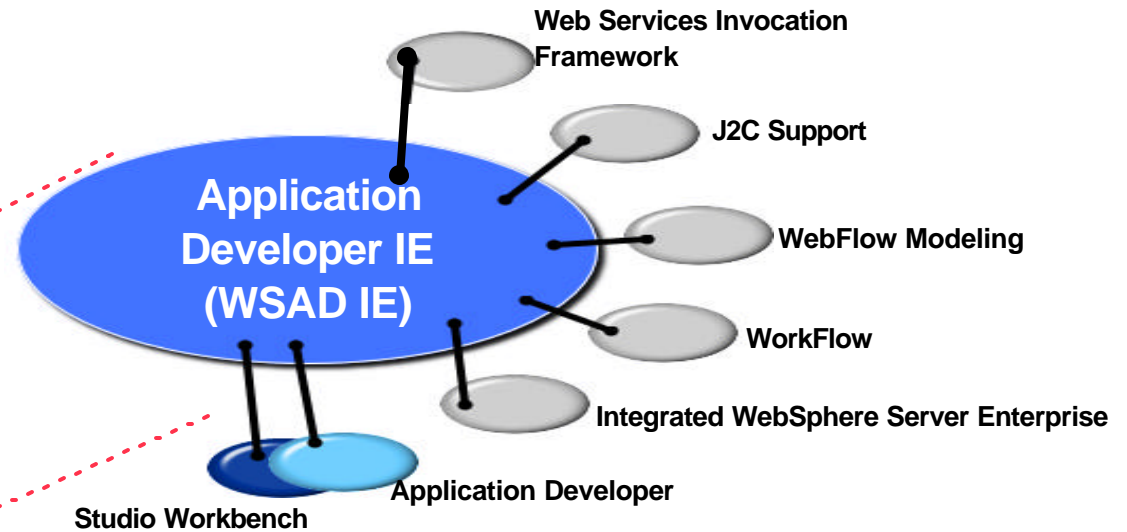 Web Services Invocation
Framework
J2C Support
Application
Developer IE
(WSAD IE)
WebFlow Modeling
WorkFlow
Integrated WebSphere Server Enterprise
Application Developer
Studio Workbench